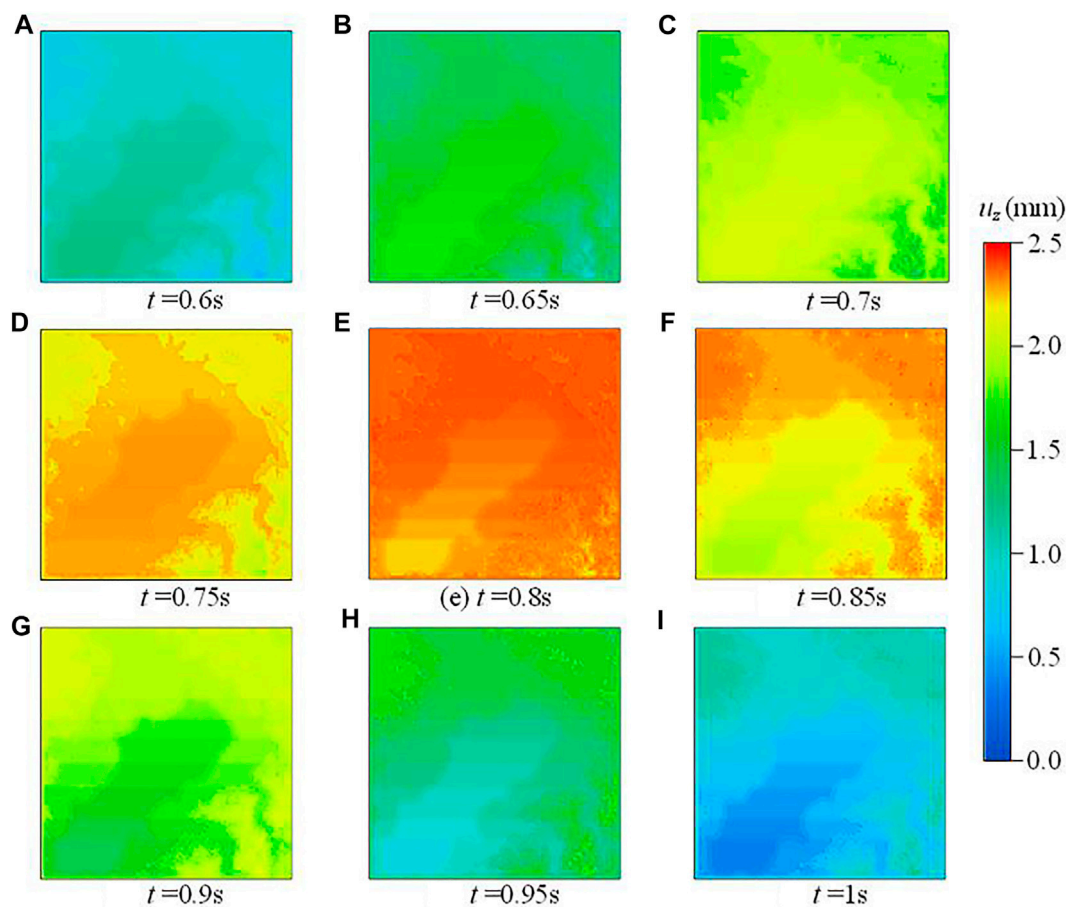 A
B
C
t =0.6s
t =0.65s
t =0.7s
uz (mm)
2.5
2.0
1.5
1.0
0.5
0.0
D
E
F
t =0.75s
(e) t =0.8s
t =0.85s
G
H
I
t =0.9s
t =0.95s
t=1s